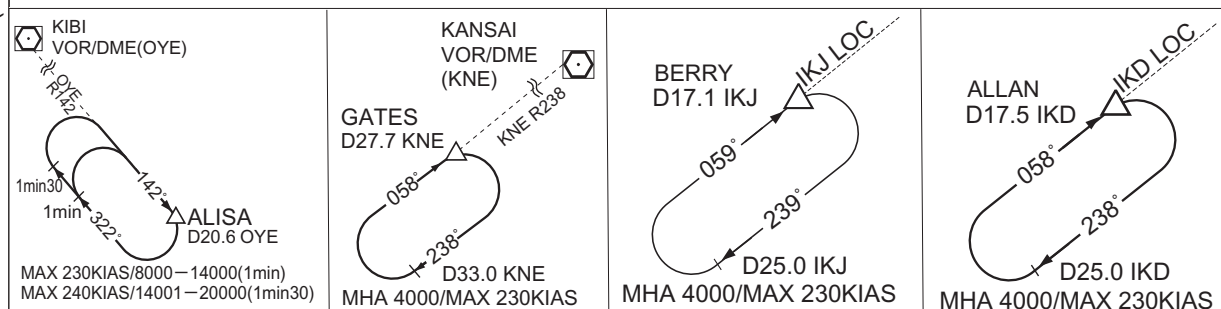 KIBI
VOR/DME(OYE)
OYE
R142
1min30
1min
142°
322°
ALISA
D20.6 OYE
MAX 230KIAS/8000－14000(1min)
MAX 240KIAS/14001－20000(1min30)
KANSAI
VOR/DME
(KNE)
KNE R238
GATES
D27.7 KNE
058°
238°
D33.0 KNE
MHA 4000/MAX 230KIAS
IKJ LOC
BERRY
D17.1 IKJ
059°
239°
D25.0 IKJ
MHA 4000/MAX 230KIAS
IKD LOC
ALLAN
D17.5 IKD
058°
238°
D25.0 IKD
MHA 4000/MAX 230KIAS